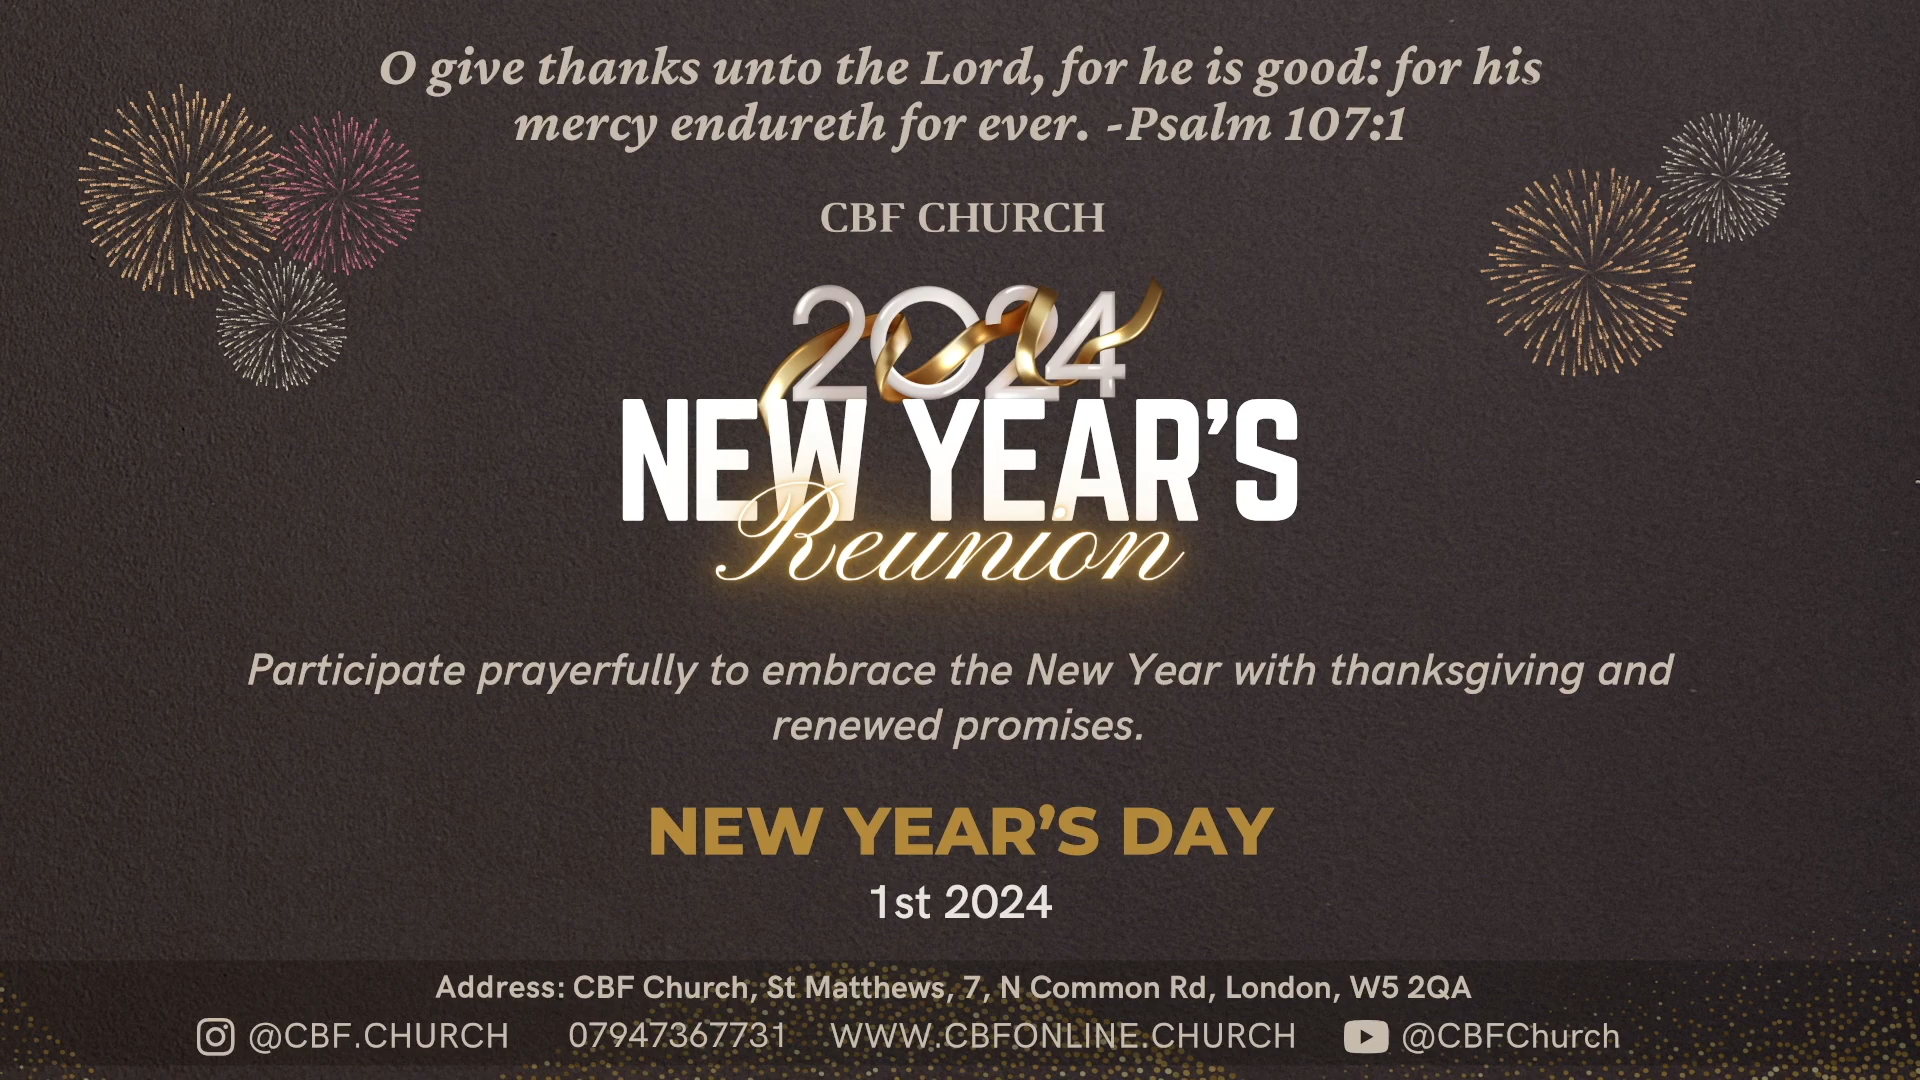 O give thanks unto the Lord, for he is good: for his
mercy endureth for ever. -Psalm 107:1
CBF CHURCH
2024
NEW YEAR'S
Reunion
Participate prayerfully to embrace the New Year with thanksgiving and
renewed promises.
NEW YEAR'S DAY
1st 2024
Address: CBF Church, St Matthews, 7, N Common Rd, London, W5 2QA
@CBF.CHURCH 07947367731 WWW.CBFONLINE.CHURCH @CBFChurch